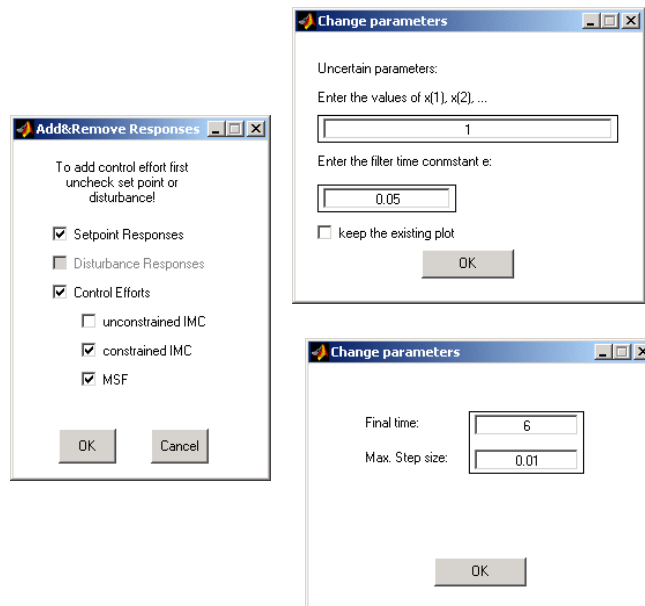 Change parameters
Uncertain parameters:
Enter the values of x(1), x(2), ...
1
Enter the filter time conmstant e:
0.05
keep the existing plot
OK
Add&Remove Responses
To add control effort first
uncheck set point or
disturbance!
Setpoint Responses
Disturbance Responses
Control Efforts
unconstrained IMC
constrained IMC
MSF
OK Cancel
Change parameters
Final time: 6
Max. Step size: 0.01
OK